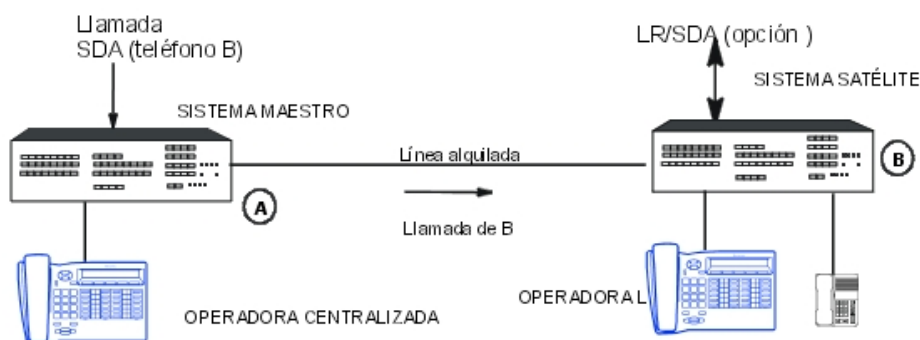 Llamada
SDA (teléfono B)
LR/SDA (opción )
SISTEMA SATÉLITE
SISTEMA MAESTRO
Línea alquilada
B
A
Llamada de B
OPERADORA L
OPERADORA CENTRALIZADA